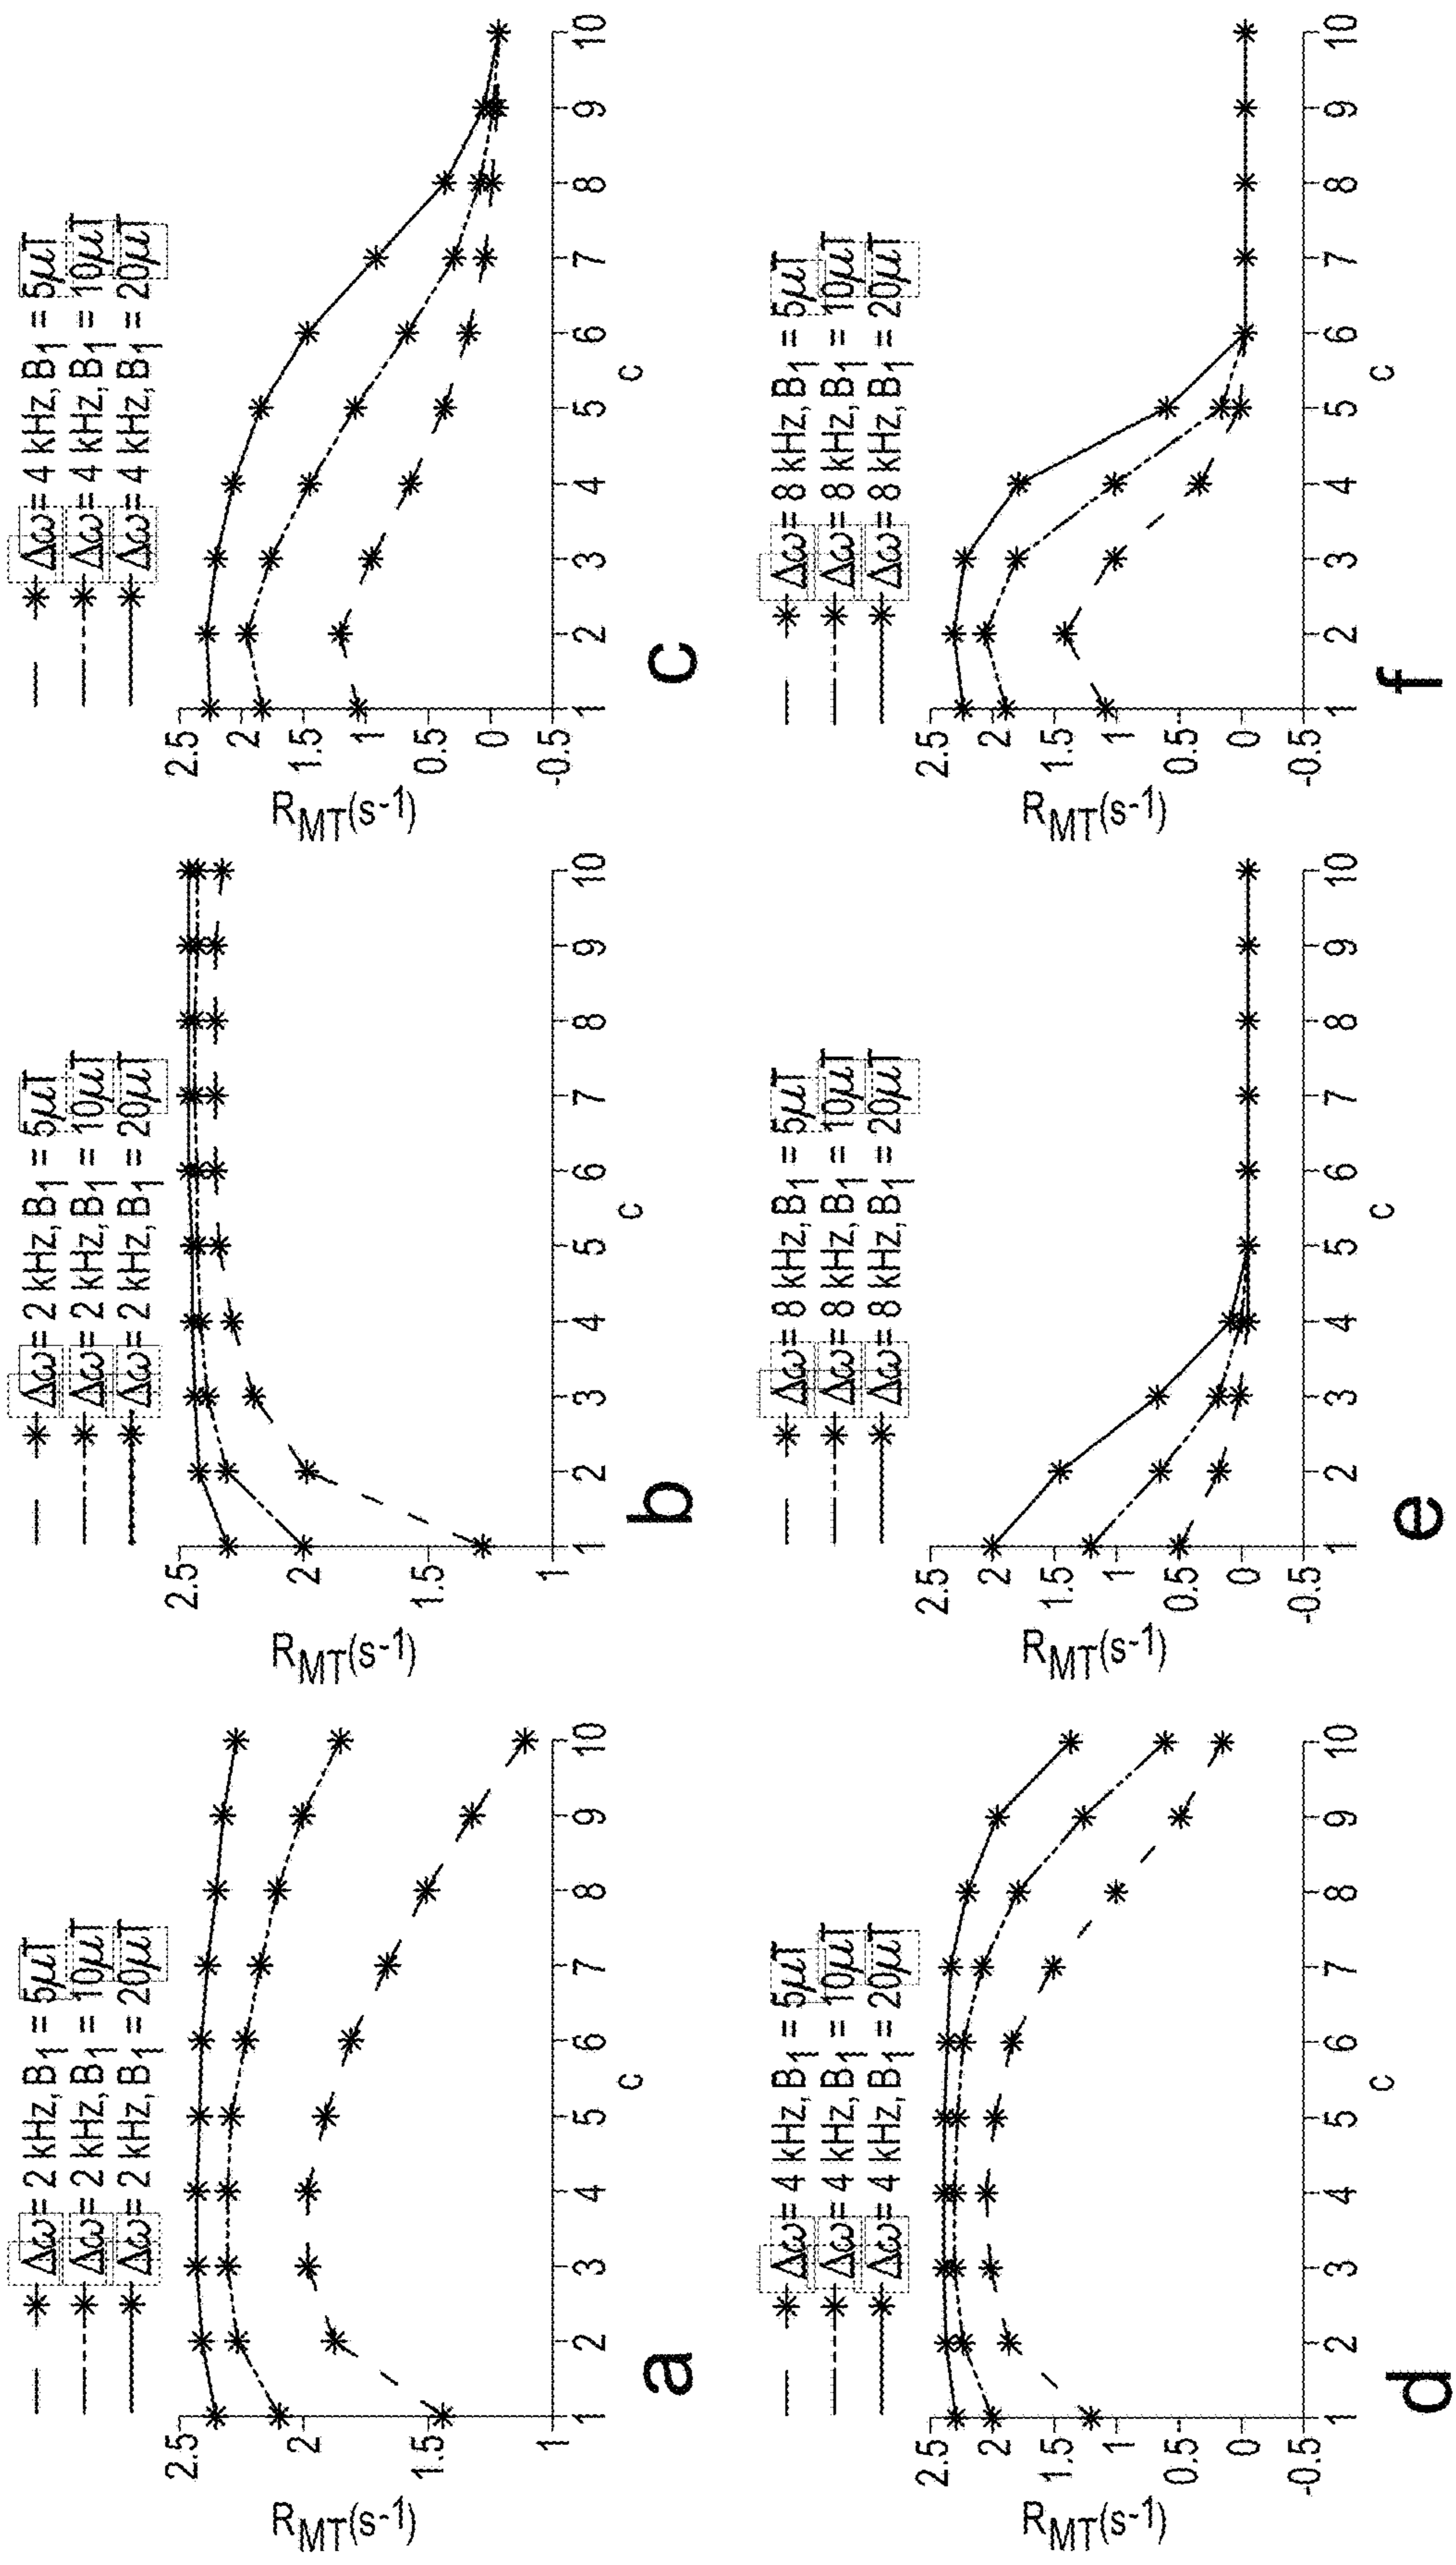 Δω = 2 kHz, B1 = 5μT
Δω = 2 kHz, B1 = 10μT
Δω = 2 kHz, B1 = 20μT
RMT(s-1)
2.5
2
1.5
1
1 2 3 4 5 6 7 8 9 10
c
a
Δω = 2 kHz, B1 = 5μT
Δω = 2 kHz, B1 = 10μT
Δω = 2 kHz, B1 = 20μT
RMT(s-1)
2.5
2
1.5
1
1 2 3 4 5 6 7 8 9 10
c
b
Δω = 4 kHz, B1 = 5μT
Δω = 4 kHz, B1 = 10μT
Δω = 4 kHz, B1 = 20μT
RMT(s-1)
2.5
2
1.5
1
0.5
0
-0.5
1 2 3 4 5 6 7 8 9 10
c
c
Δω = 4 kHz, B1 = 5μT
Δω = 4 kHz, B1 = 10μT
Δω = 4 kHz, B1 = 20μT
RMT(s-1)
2.5
2
1.5
1
0.5
0
-0.5
1 2 3 4 5 6 7 8 9 10
c
d
Δω = 8 kHz, B1 = 5μT
Δω = 8 kHz, B1 = 10μT
Δω = 8 kHz, B1 = 20μT
RMT(s-1)
2.5
2
1.5
1
0.5
0
-0.5
1 2 3 4 5 6 7 8 9 10
c
e
Δω = 8 kHz, B1 = 5μT
Δω = 8 kHz, B1 = 10μT
Δω = 8 kHz, B1 = 20μT
RMT(s-1)
2.5
2
1.5
1
0.5
0
-0.5
1 2 3 4 5 6 7 8 9 10
c
f